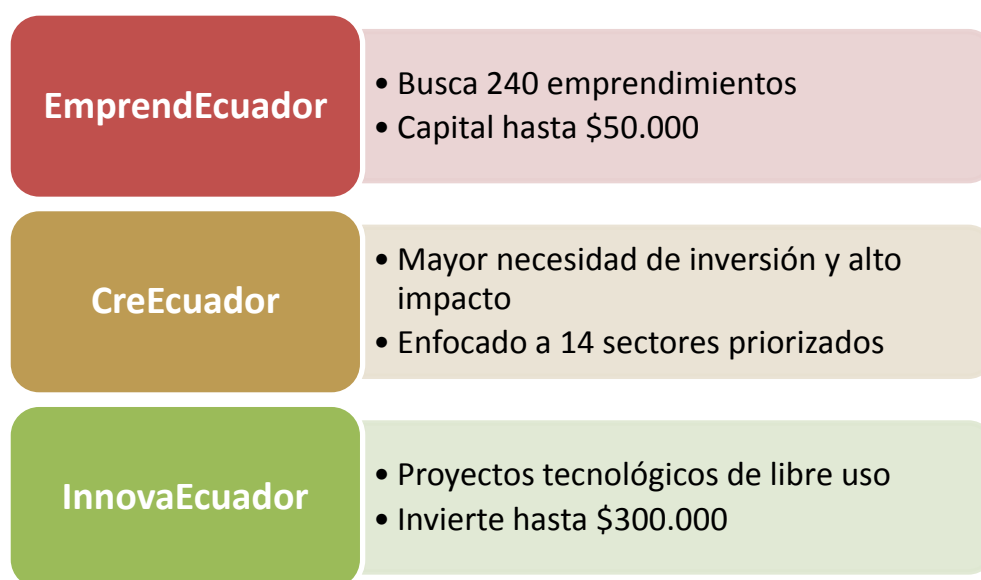 EmprendEcuador
• Busca 240 emprendimientos
• Capital hasta $50.000
CreEcuador
• Mayor necesidad de inversión y alto
impacto
• Enfocado a 14 sectores priorizados
InnovaEcuador
• Proyectos tecnológicos de libre uso
• Invierte hasta $300.000